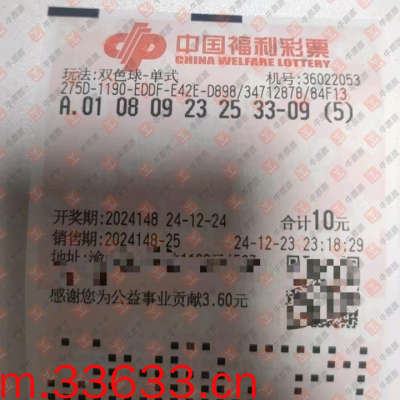 中国福利彩票
CHINA WELFARE LOTTERY
玩法:双色球-单式 机号:36022053
275D-1190-EDDF-E42E-D898/34712878/84F13
A.01 08 09 23 25 33-09 (5)
开奖期:2024148 24-12-24 合计10元
销售期:2024148-25 24-12-23 23:18:29
地址:渝
感谢您为公益事业贡献3.60元
m.33633.cn